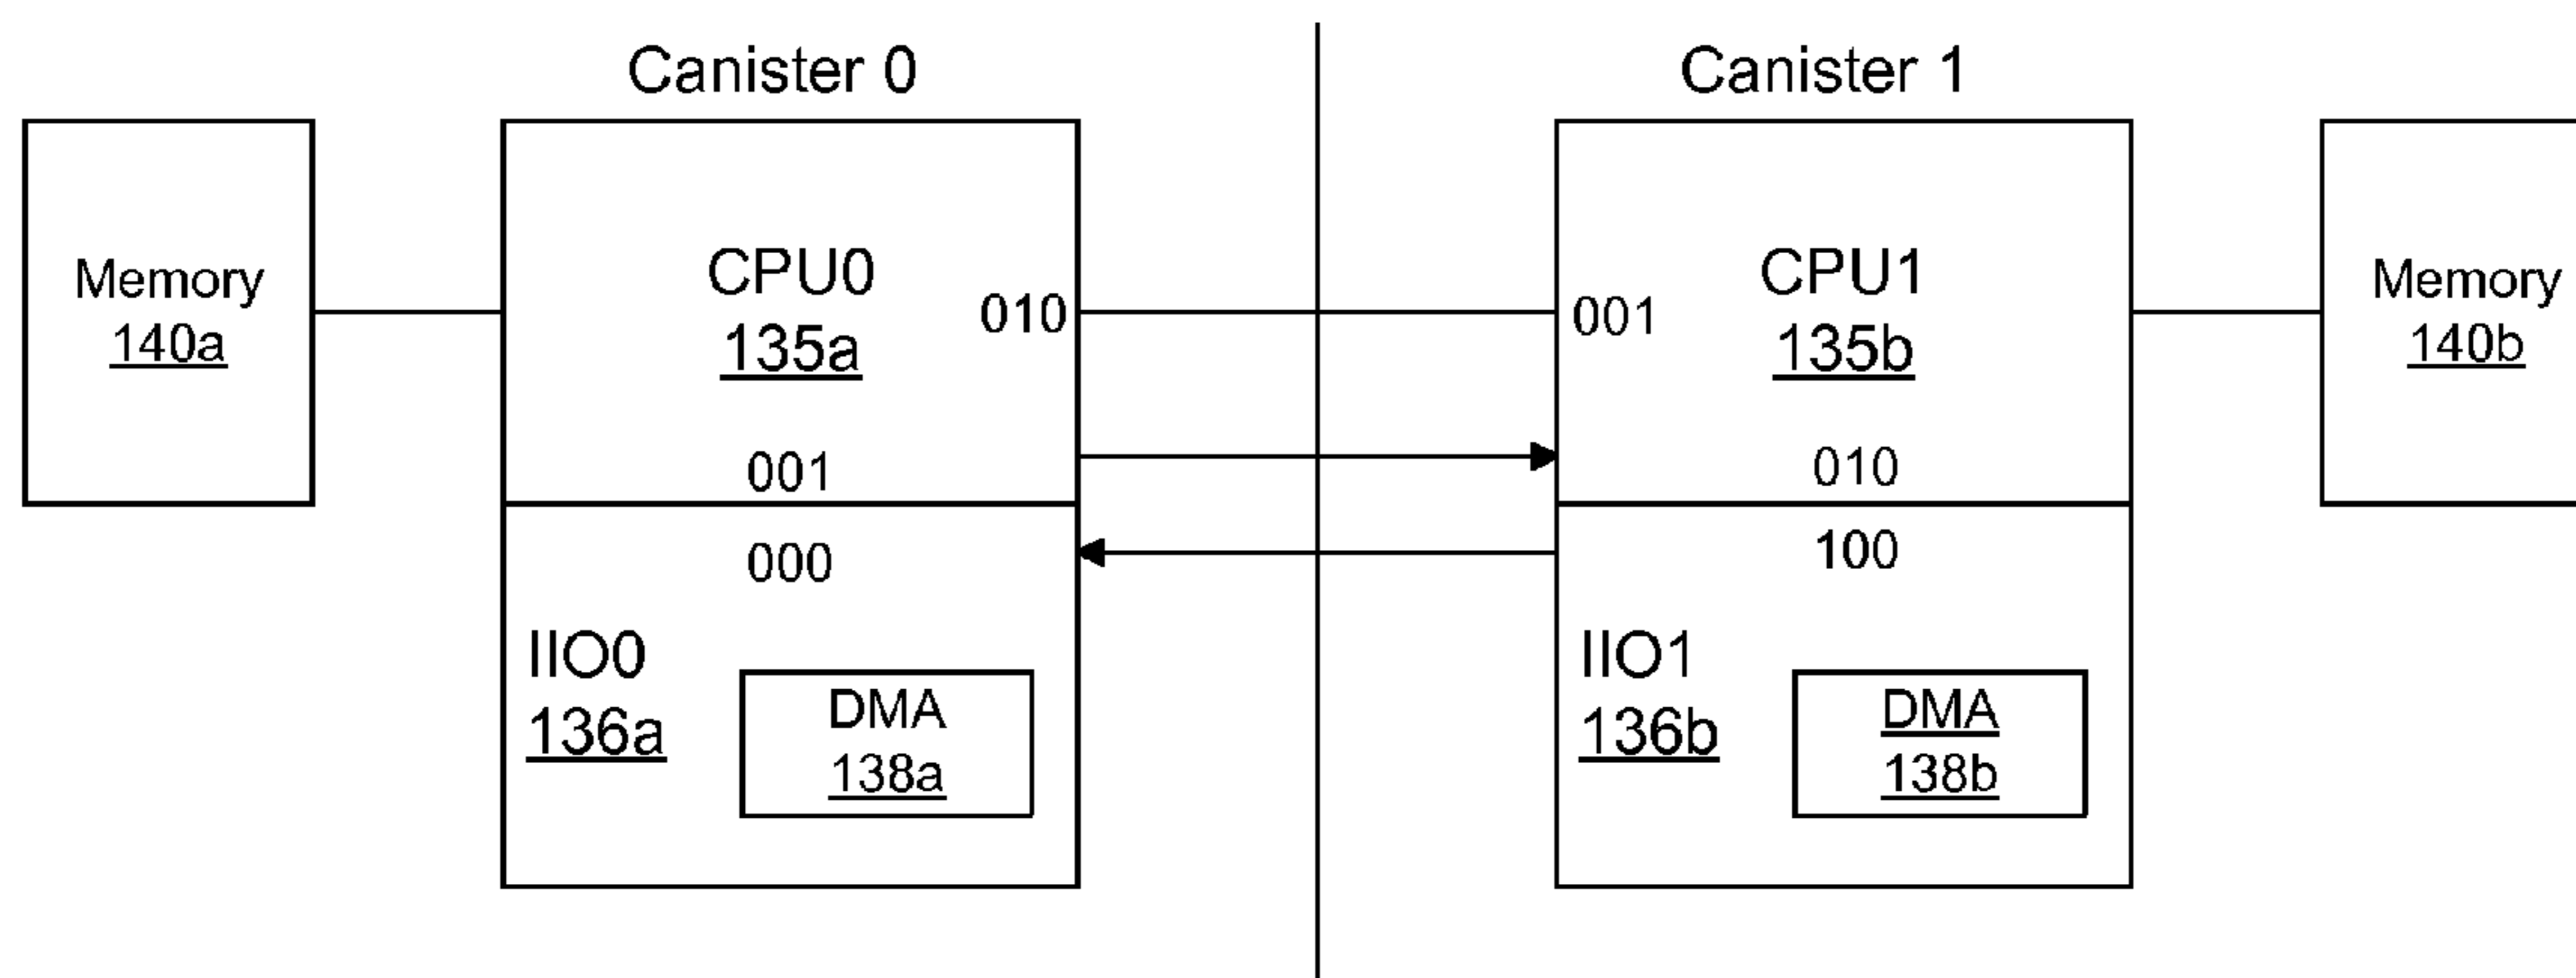 Canister 0
Canister 1
Memory
140a
CPU0
135a
010
001
000
IIO0
136a
DMA
138a
001
CPU1
135b
010
100
IIO1
136b
DMA
138b
Memory
140b